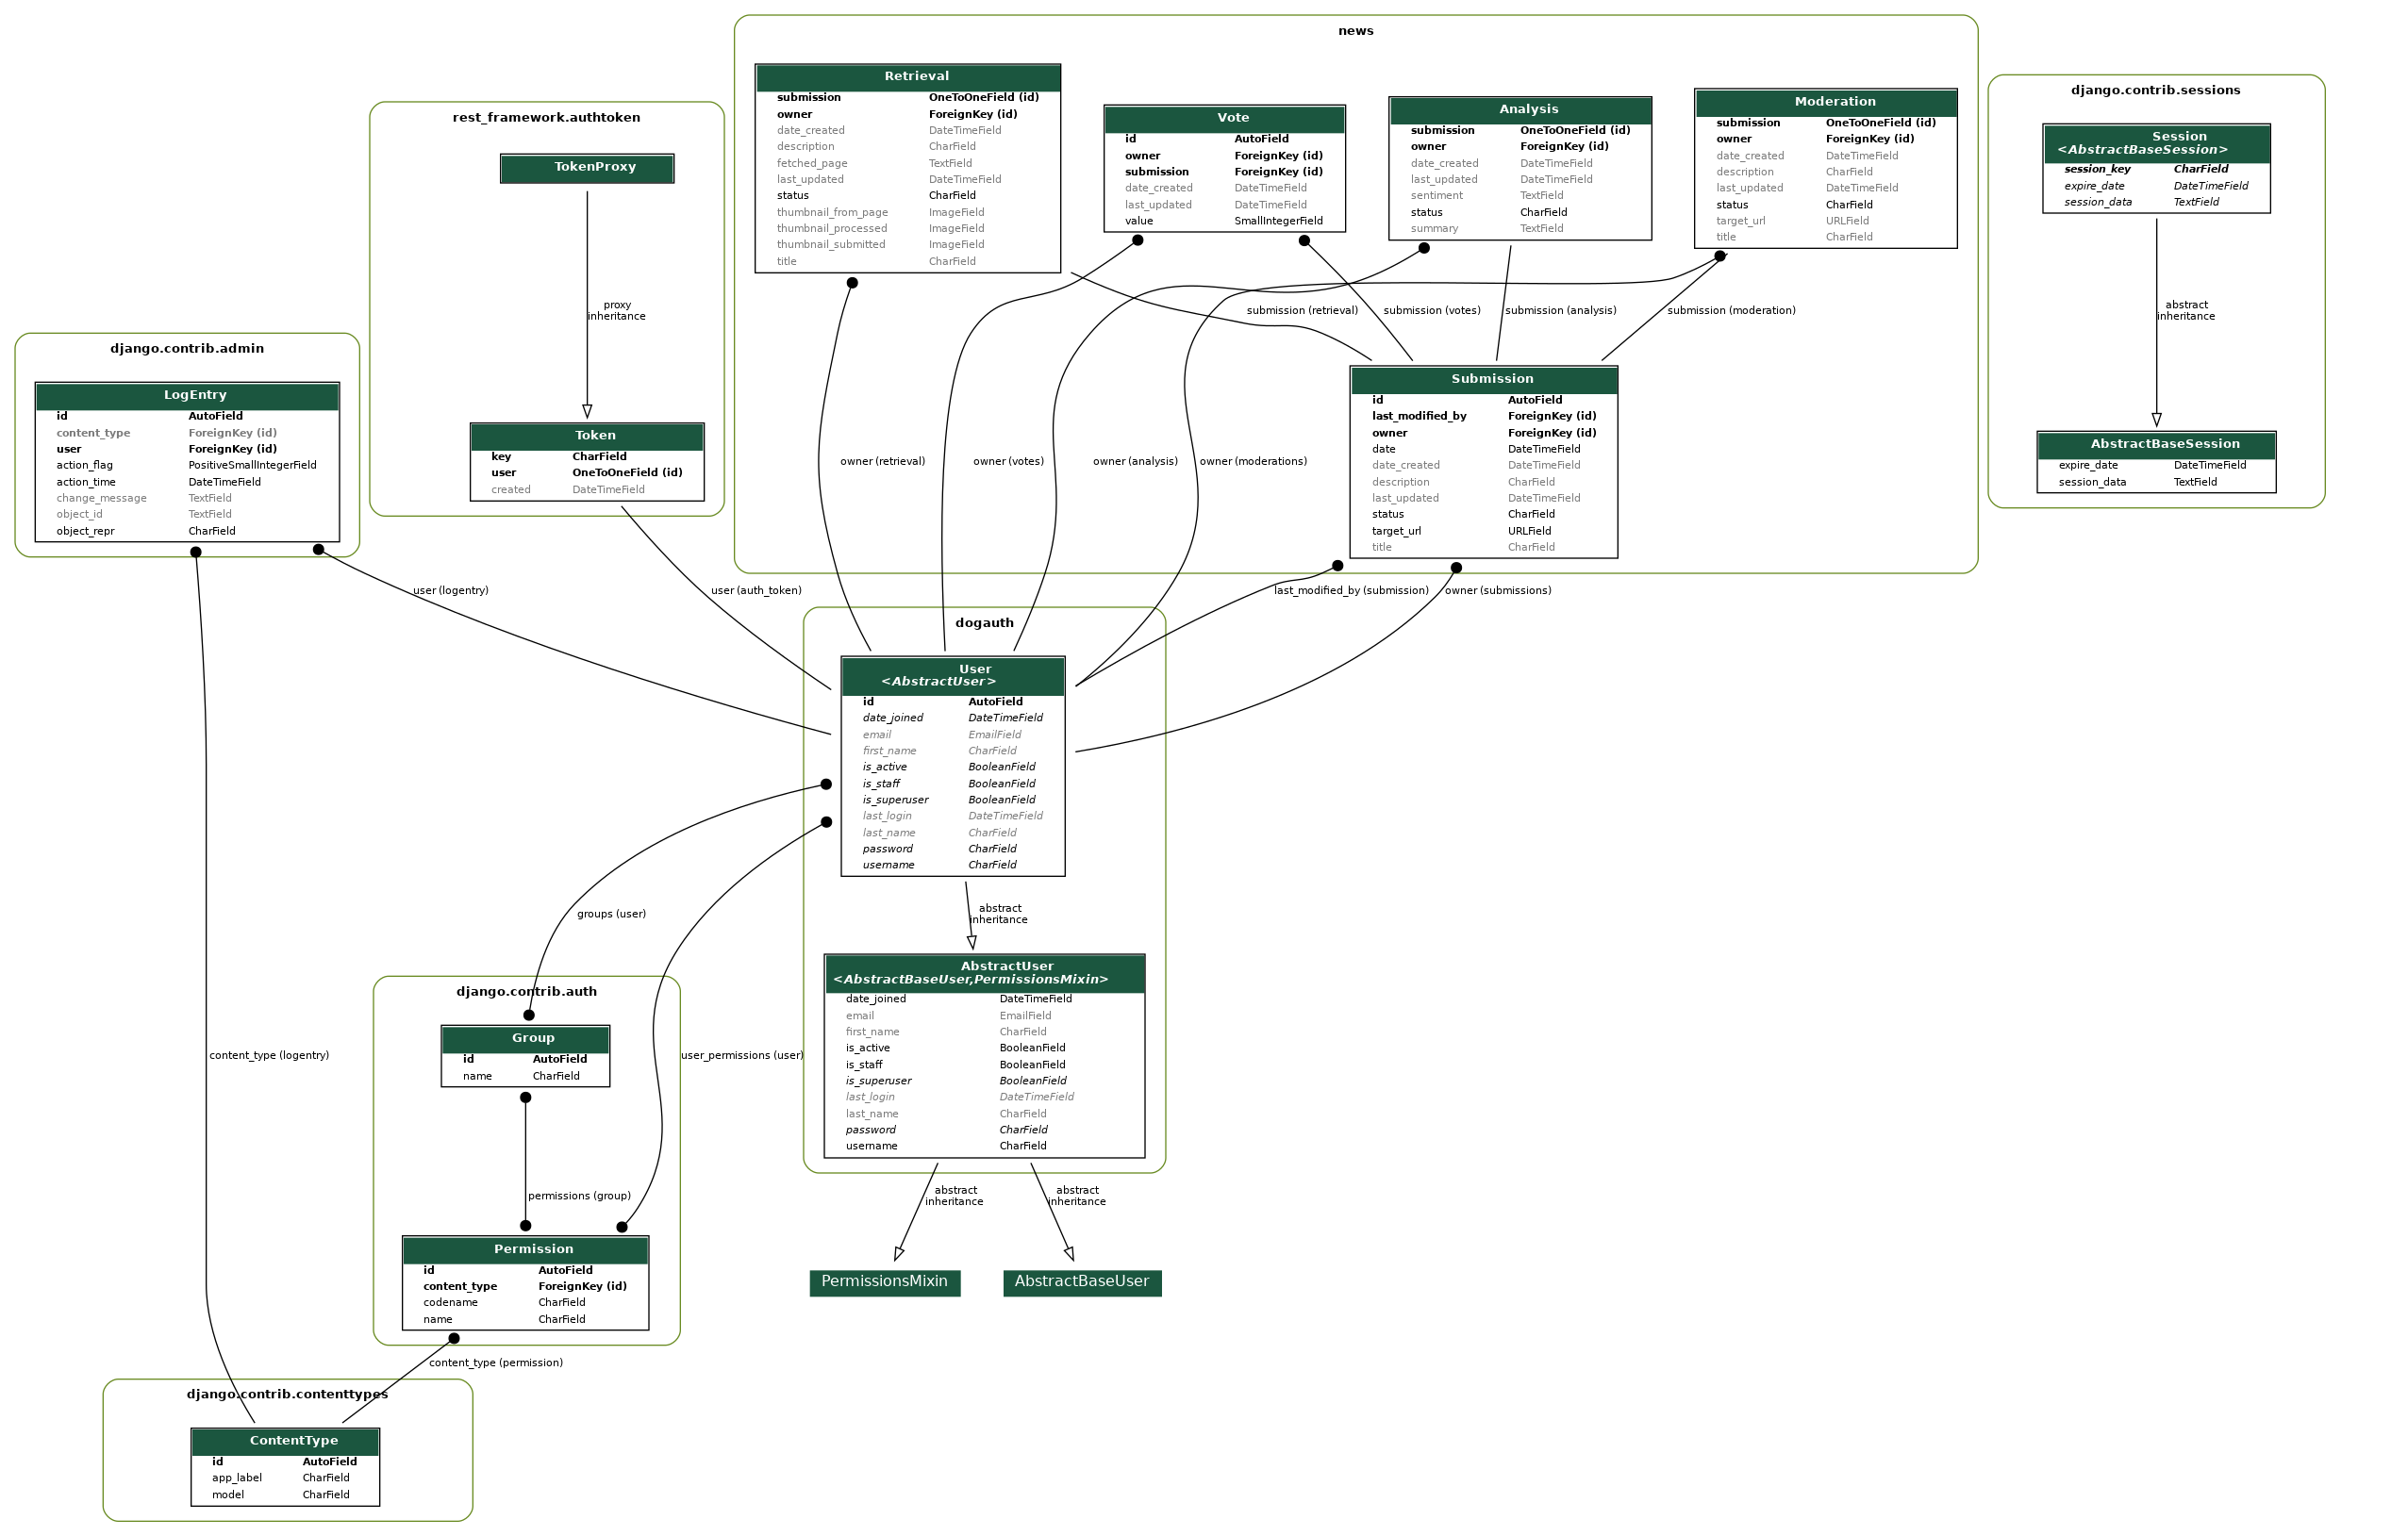 news
Retrieval
submission OneToOneField (id)
owner ForeignKey (id)
date_created DateTimeField
description CharField
fetched_page TextField
last_updated DateTimeField
status CharField
thumbnail_from_page ImageField
thumbnail_processed ImageField
thumbnail_submitted ImageField
title CharField
Vote
id AutoField
owner ForeignKey (id)
submission ForeignKey (id)
date_created DateTimeField
last_updated DateTimeField
value SmallIntegerField
Analysis
submission OneToOneField (id)
owner ForeignKey (id)
date_created DateTimeField
last_updated DateTimeField
sentiment TextField
status CharField
summary TextField
Moderation
submission OneToOneField (id)
owner ForeignKey (id)
date_created DateTimeField
description CharField
last_updated DateTimeField
status CharField
target_url URLField
title CharField
django.contrib.sessions
Session
<AbstractBaseSession>
session_key CharField
expire_date DateTimeField
session_data TextField
abstract
inheritance
AbstractBaseSession
expire_date DateTimeField
session_data TextField
rest_framework.authtoken
TokenProxy
proxy
inheritance
Token
key CharField
user OneToOneField (id)
created DateTimeField
django.contrib.admin
LogEntry
id AutoField
content_type ForeignKey (id)
user ForeignKey (id)
action_flag PositiveSmallIntegerField
action_time DateTimeField
change_message TextField
object_id TextField
object_repr CharField
submission (retrieval)
submission (votes)
submission (analysis)
submission (moderation)
Submission
id AutoField
last_modified_by ForeignKey (id)
owner ForeignKey (id)
date DateTimeField
date_created DateTimeField
description CharField
last_updated DateTimeField
status CharField
target_url URLField
title CharField
owner (retrieval)
owner (votes)
owner (analysis)
owner (moderations)
user (logentry)
user (auth_token)
last_modified_by (submission)
owner (submissions)
dogauth
User
<AbstractUser>
id AutoField
date_joined DateTimeField
email EmailField
first_name CharField
is_active BooleanField
is_staff BooleanField
is_superuser BooleanField
last_login DateTimeField
last_name CharField
password CharField
username CharField
groups (user)
abstract
inheritance
AbstractUser
<AbstractBaseUser,PermissionsMixin>
date_joined DateTimeField
email EmailField
first_name CharField
is_active BooleanField
is_staff BooleanField
is_superuser BooleanField
last_login DateTimeField
last_name CharField
password CharField
username CharField
django.contrib.auth
Group
id AutoField
name CharField
content_type (logentry)
user_permissions (user)
permissions (group)
abstract
inheritance
abstract
inheritance
Permission
id AutoField
content_type ForeignKey (id)
codename CharField
name CharField
PermissionsMixin
AbstractBaseUser
content_type (permission)
django.contrib.contenttypes
ContentType
id AutoField
app_label CharField
model CharField